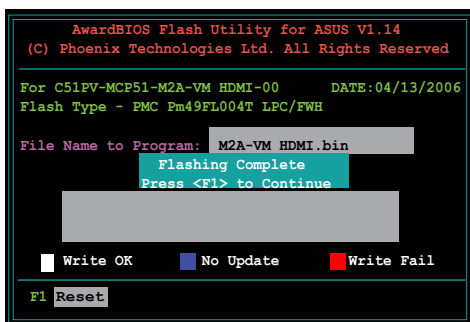 AwardBIOS Flash Utility for ASUS V1.14
(C) Phoenix Technologies Ltd. All Rights Reserved
For C51PV-MCP51-M2A-VM HDMI-00 DATE:04/13/2006
Flash Type - PMC Pm49FL004T LPC/FWH
File Name to Program: M2A-VM HDMI.bin
Flashing Complete
Press <F1> to Continue
Write OK No Update Write Fail
F1 Reset